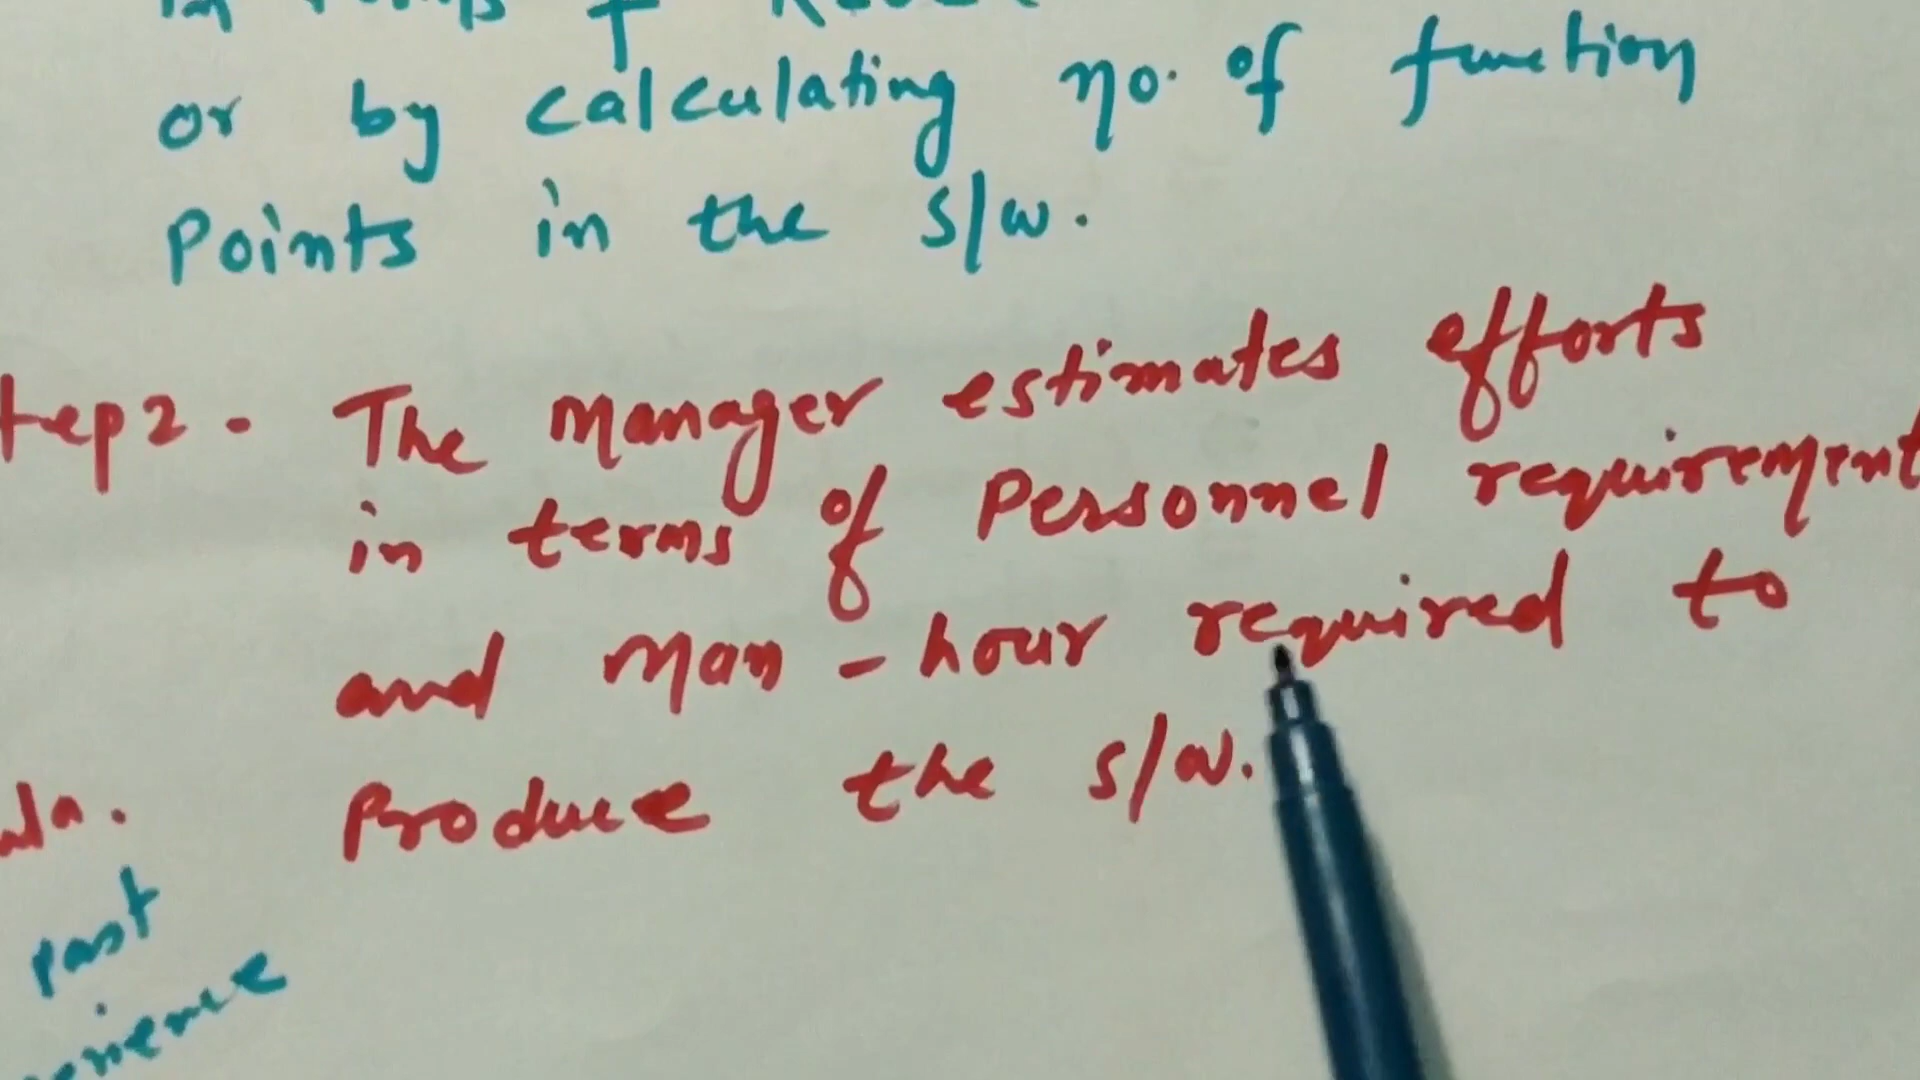 or by calculating no. of function
Points in the s/w.
tep2. The manager estimates efforts
in terms of Personnel requirement
and man-hour required to
Produce the s/w.
past